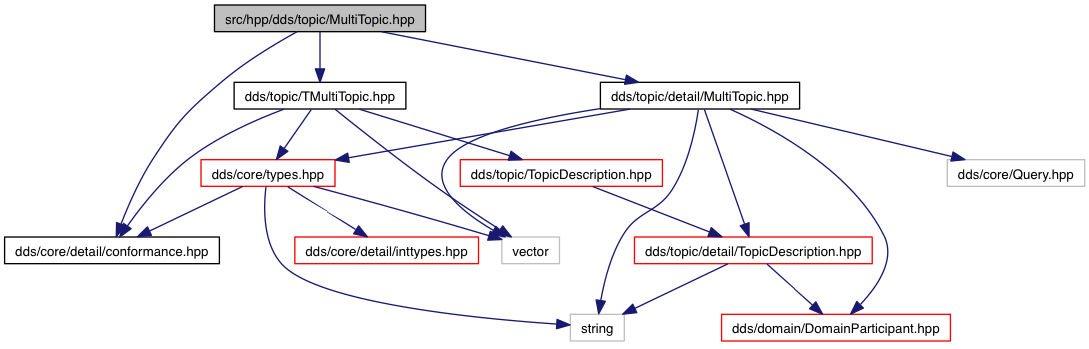 src/hpp/dds/topic/MultiTopic.hpp
dds/topic/TMultiTopic.hpp
dds/topic/detail/MultiTopic.hpp
dds/core/types.hpp
dds/topic/TopicDescription.hpp
dds/core/Query.hpp
dds/core/detail/conformance.hpp
dds/core/detail/inttypes.hpp
vector
dds/topic/detail/TopicDescription.hpp
string
dds/domain/DomainParticipant.hpp